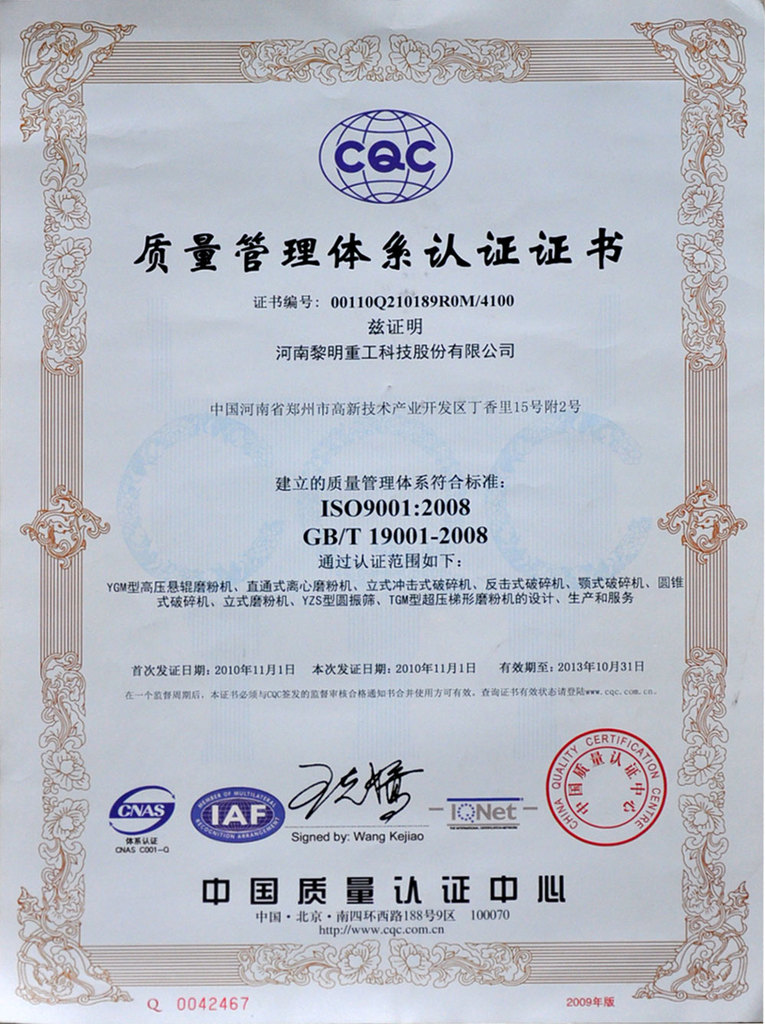 CQC
质量管理体系认证证书
证书编号: 00110Q210189R0M/4100
兹证明
河南黎明重工科技股份有限公司
中国河南省郑州市高新技术产业开发区丁香里15号附2号
建立的质量管理体系符合标准:
ISO9001:2008
GB/T 19001-2008
通过认证范围如下:
YGM型高压悬辊磨粉机、直通式离心磨粉机、立式冲击式破碎机、反击式破碎机、颚式破碎机、圆锥
式破碎机、立式磨粉机、YZS型圆振筛、TGM型超压梯形磨粉机的设计、生产和服务
首次发证日期: 2010年11月1日 本次发证日期: 2010年11月1日 有效期至: 2013年10月31日
在一个监督周期后, 本证书必须与CQC签发的监督审核合格通知书合并使用方可有效。查询证书有效状态请登陆www.cqc.com.cn。
CNAS
体系认证
CNAS C001-Q
MEMBER OF MULTILATERAL
IAF
RECOGNITION ARRANGEMENT
王克娇
Signed by: Wang Kejiao
IQNet
THE INTERNATIONAL CERTIFICATION NETWORK
CHINA QUALITY CERTIFICATION CENTRE
中国质量认证中心
中国质量认证中心
中国·北京·南四环西路188号9区 100070
http://www.cqc.com.cn
Q 0042467
2009年版